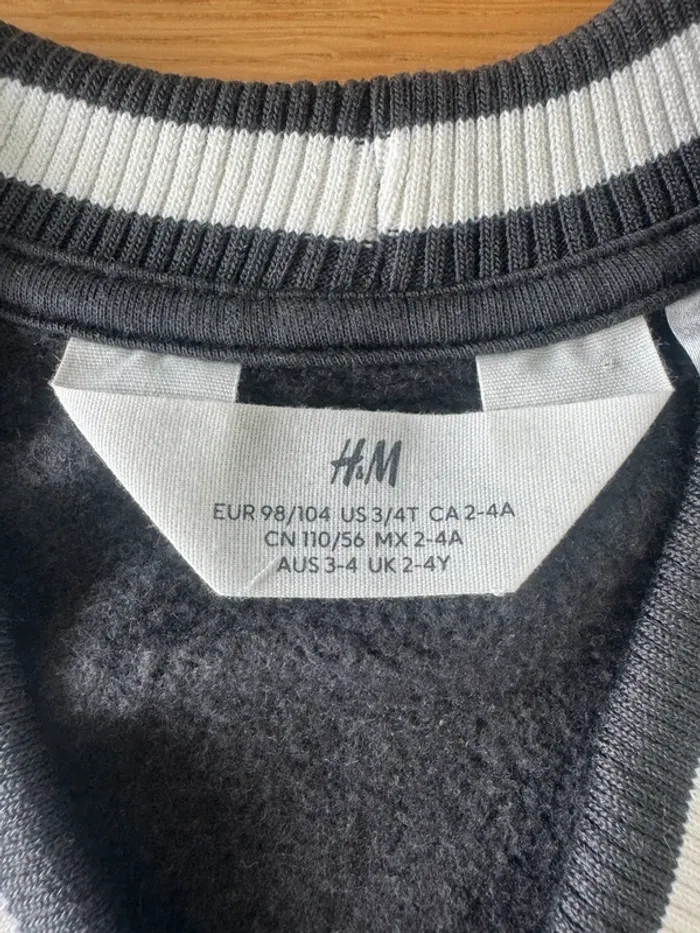 H&M
EUR 98/104 US 3/4T CA 2-4A
CN 110/56 MX 2-4A
AUS 3-4 UK 2-4Y